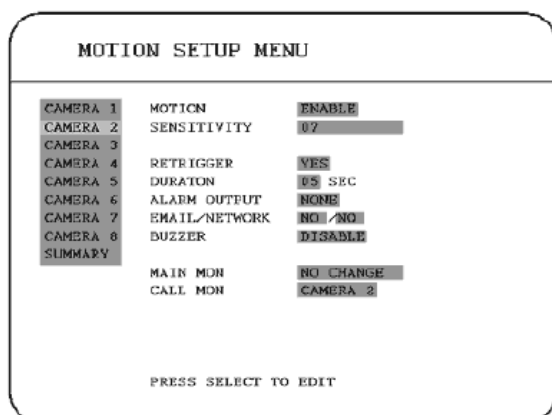 MOTION SETUP MENU
CAMERA 1 MOTION ENABLE
CAMERA 2 SENSITIVITY 07
CAMERA 3
CAMERA 4 RETRIGGER YES
CAMERA 5 DURATON 05 SEC
CAMERA 6 ALARM OUTPUT NONE
CAMERA 7 EMAIL/NETWORK NO /NO
CAMERA 8 BUZZER DISABLE
SUMMARY
MAIN MON NO CHANGE
CALL MON CAMERA 2
PRESS SELECT TO EDIT